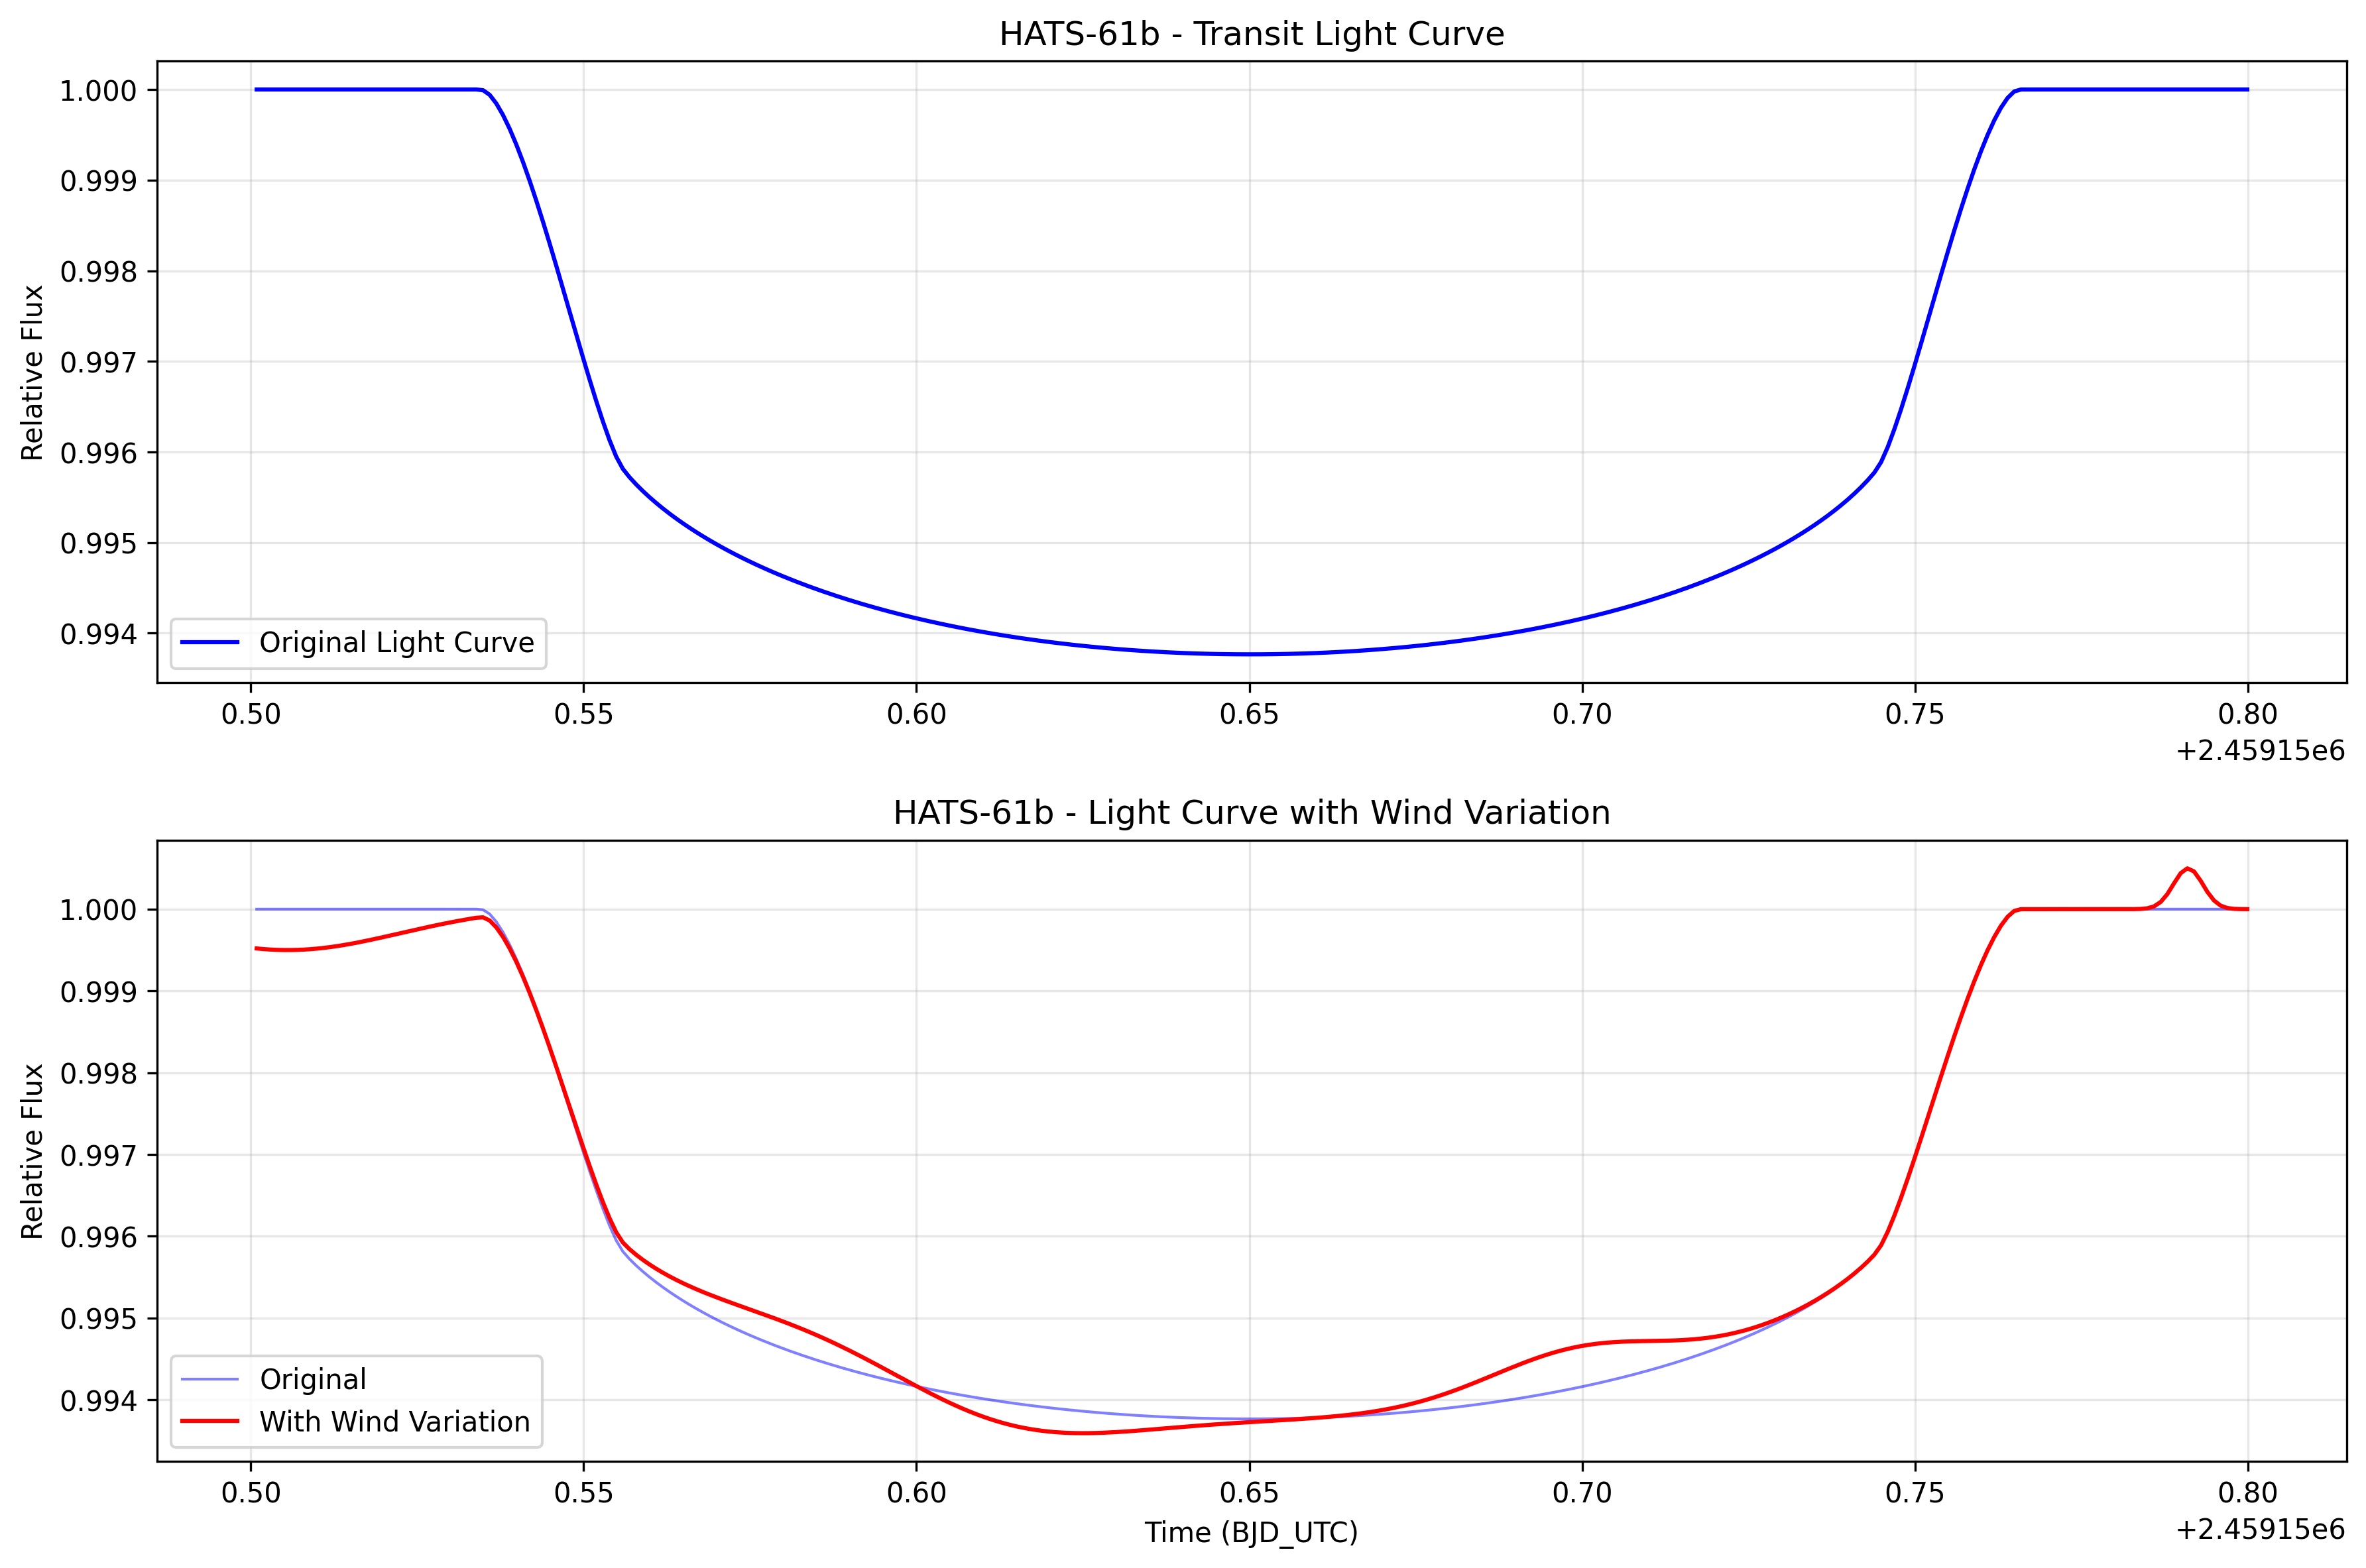 HATS-61b - Transit Light Curve
Relative Flux
1.000
0.999
0.998
0.997
0.996
0.995
0.994
Original Light Curve
0.50 0.55 0.60 0.65 0.70 0.75 0.80
+2.45915e6
HATS-61b - Light Curve with Wind Variation
Relative Flux
1.000
0.999
0.998
0.997
0.996
0.995
0.994
Original
With Wind Variation
0.50 0.55 0.60 0.65 0.70 0.75 0.80
Time (BJD_UTC)
+2.45915e6